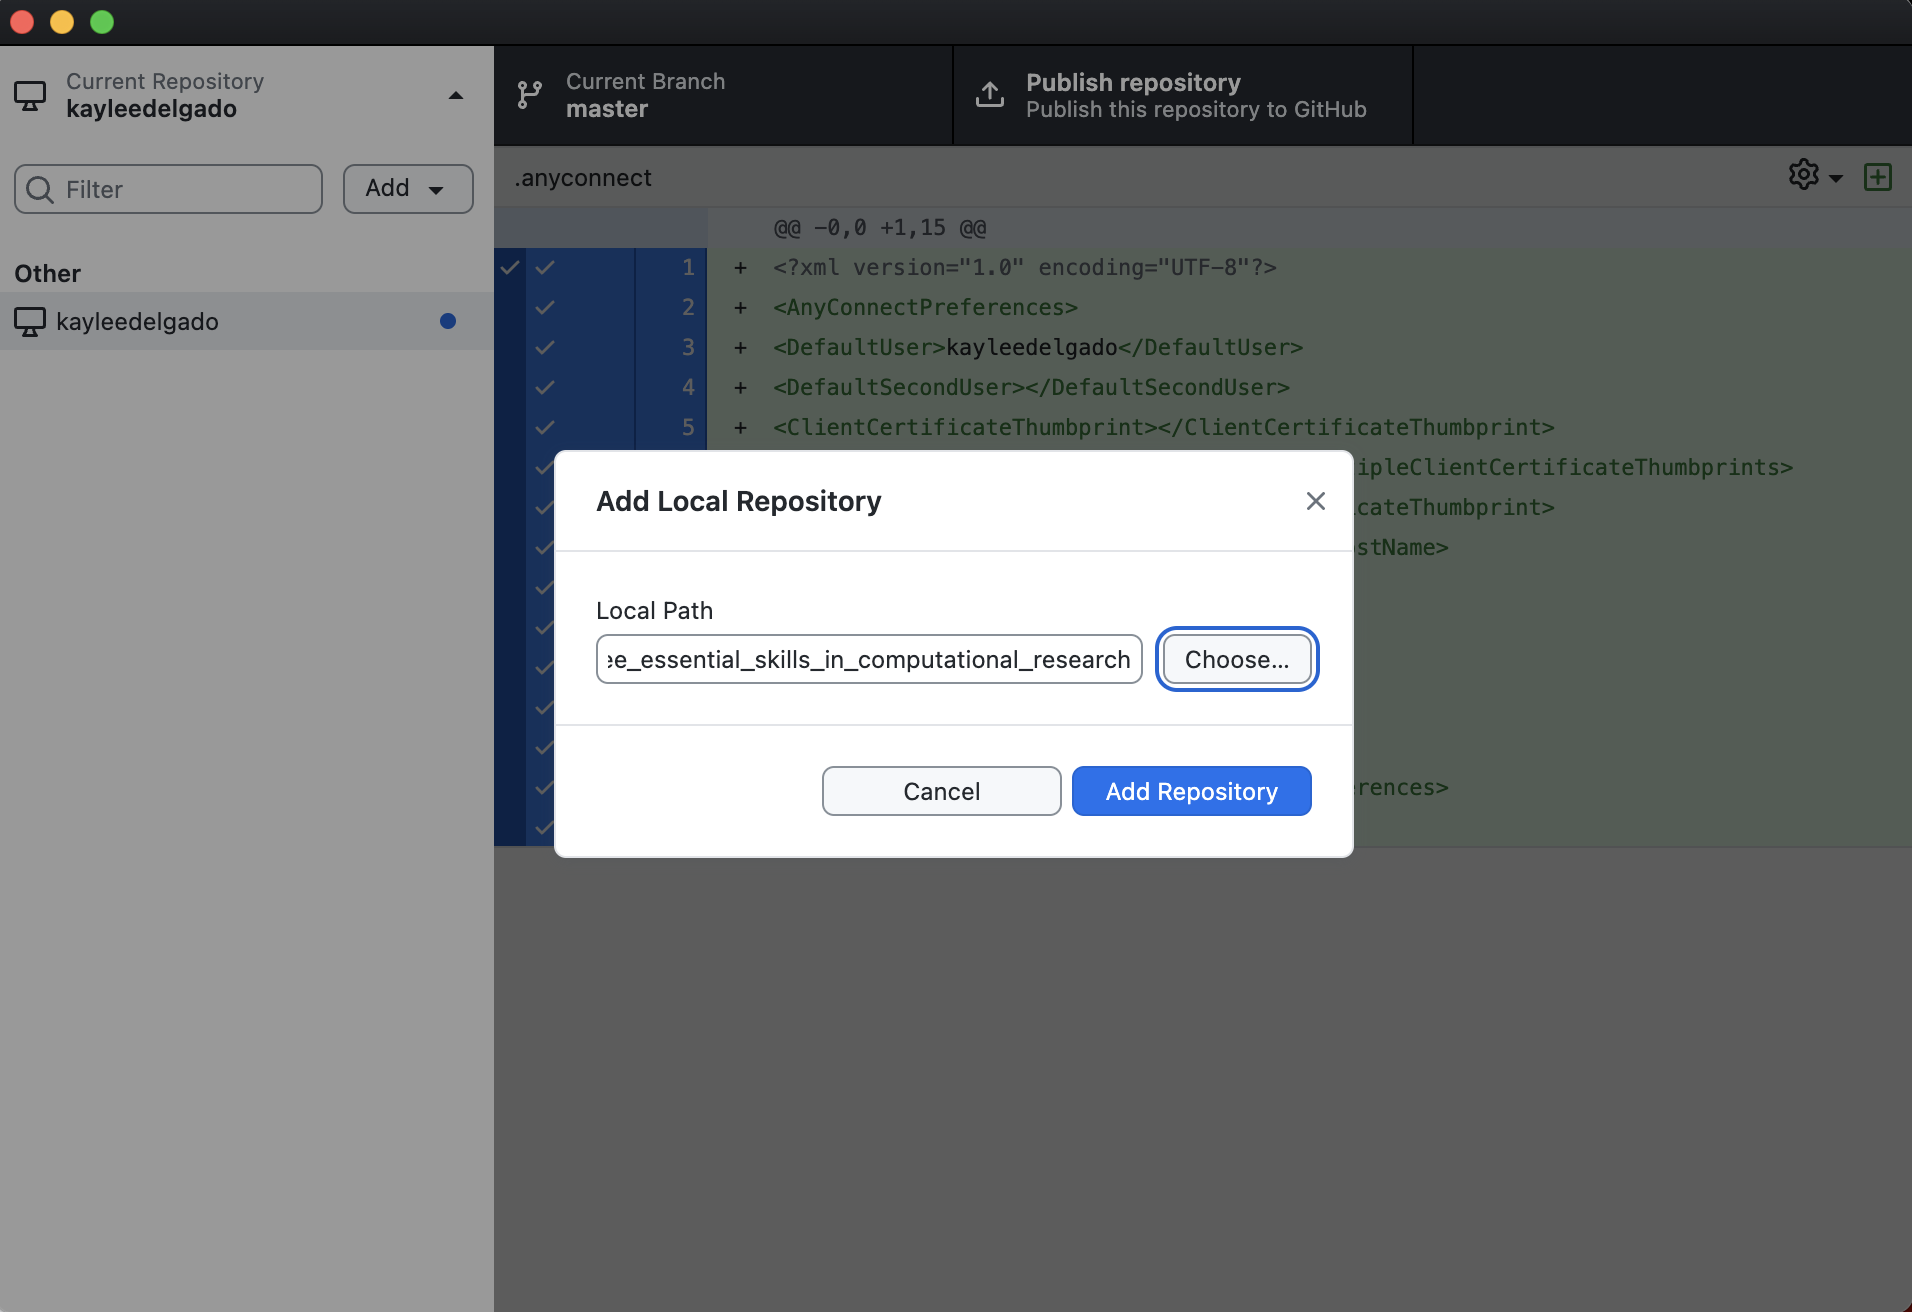 Current Repository
kayleedelgado
Current Branch
master
Publish repository
Publish this repository to GitHub
Filter
Add
Other
kayleedelgado
.anyconnect
@@ -0,0 +1,15 @@
1 + <?xml version="1.0" encoding="UTF-8"?>
2 + <AnyConnectPreferences>
3 + <DefaultUser>kayleedelgado</DefaultUser>
4 + <DefaultSecondUser></DefaultSecondUser>
5 + <ClientCertificateThumbprint></ClientCertificateThumbprint>
ipleClientCertificateThumbprints>
cateThumbprint>
stName>
rences>
Add Local Repository
Local Path
ee_essential_skills_in_computational_research
Choose...
Cancel
Add Repository